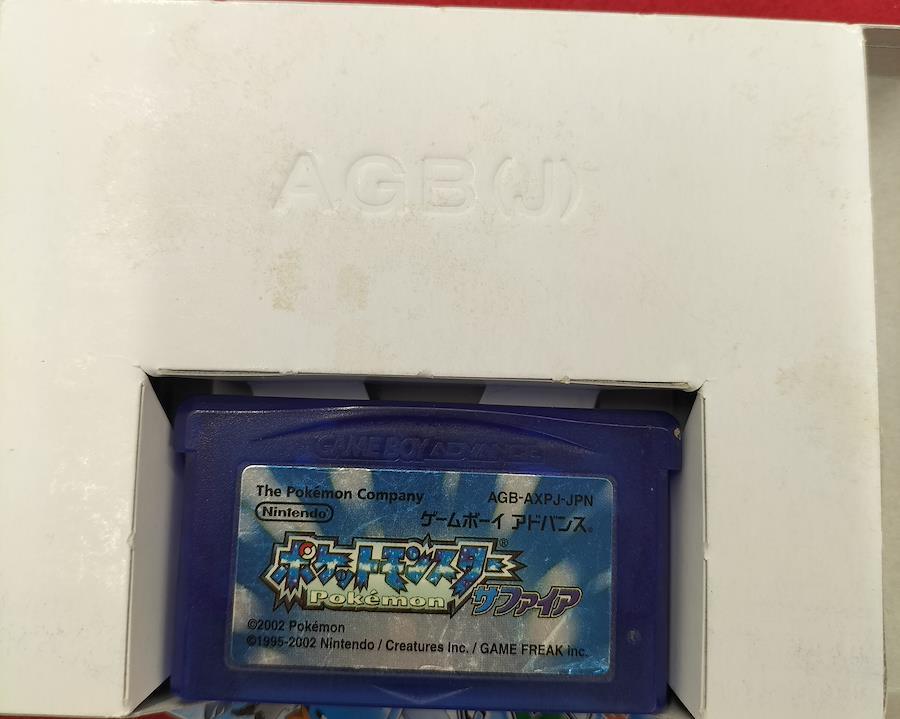 AGB(J)
GAME BOY ADVANCE
The Pokémon Company
AGB-AXPJ-JPN
Nintendo
ゲームボーイ アドバンス®
ポケットモンスター®
Pokémon
サファイア
©2002 Pokémon
©1995-2002 Nintendo / Creatures Inc. / GAME FREAK inc.